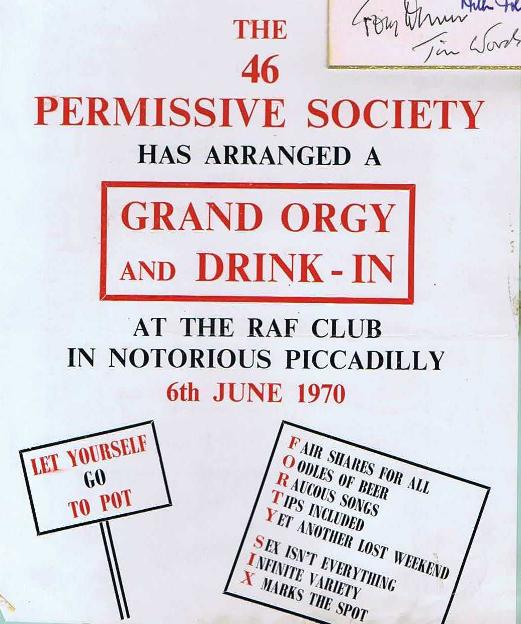 THE
46
PERMISSIVE SOCIETY
HAS ARRANGED A
GRAND ORGY
AND DRINK - IN
AT THE RAF CLUB
IN NOTORIOUS PICCADILLY
6th JUNE 1970
LET YOURSELF
GO
TO POT
FAIR SHARES FOR ALL
OODLES OF BEER
RAUCOUS SONGS
TIPS INCLUDED
YET ANOTHER LOST WEEKEND
SEX ISN'T EVERYTHING
INFINITE VARIETY
X MARKS THE SPOT